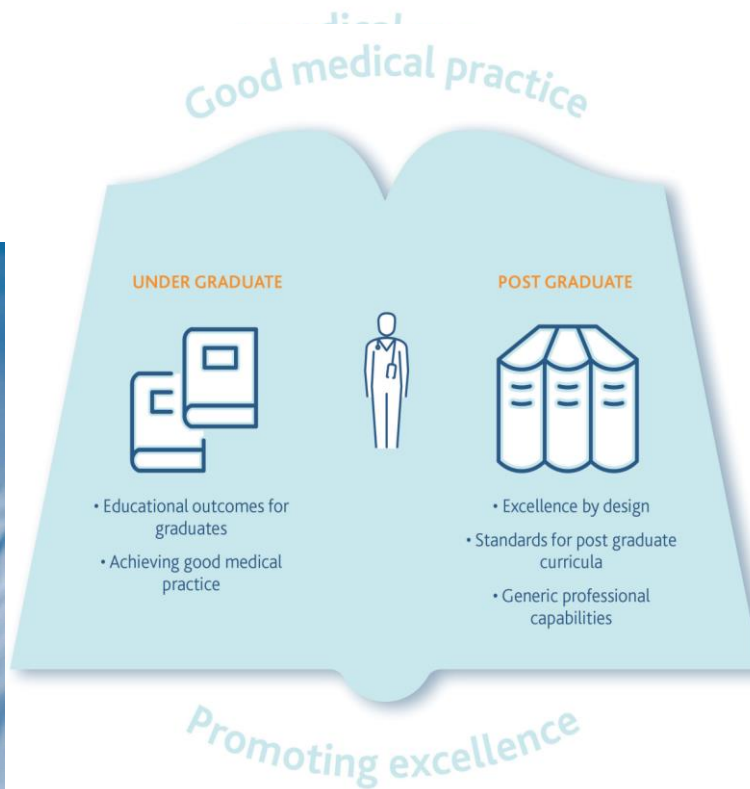 Good medical practice
UNDER GRADUATE
POST GRADUATE
• Educational outcomes for
graduates
• Achieving good medical
practice
• Excellence by design
• Standards for post graduate
curricula
• Generic professional
capabilities
Promoting excellence